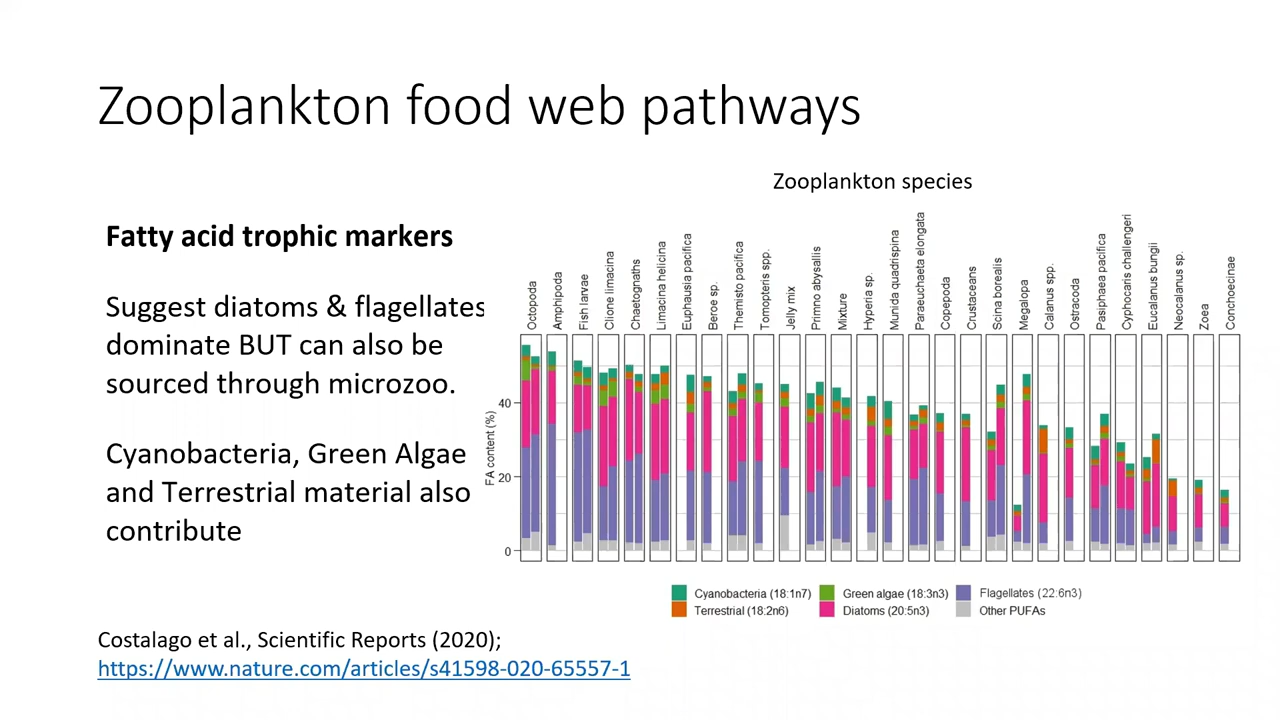 Zooplankton food web pathways
Zooplankton species
Fatty acid trophic markers
Suggest diatoms & flagellates
dominate BUT can also be
sourced through microzoo.
Cyanobacteria, Green Algae
and Terrestrial material also
contribute
Octopoda
Amphipoda
Fish larvae
Clione limacina
Chaetognaths
Limacina helicina
Euphausia pacifica
Beroe sp.
Themisto pacifica
Tomopteris spp.
Jelly mix
Primno abysallis
Mixture
Hyperia sp.
Munida quadrispina
Paraeuchaeta elongata
Copepoda
Crustaceans
Scina borealis
Megalopa
Calanus spp.
Ostracoda
Pasiphaea pacifica
Cyphocaris challengeri
Eucalanus bungii
Neocalanus sp.
Zoea
Conchoecinae
FA content (%)
40
20
0
Cyanobacteria (18:1n7)
Green algae (18:3n3)
Flagellates (22:6n3)
Terrestrial (18:2n6)
Diatoms (20:5n3)
Other PUFAs
Costalago et al., Scientific Reports (2020);
https://www.nature.com/articles/s41598-020-65557-1